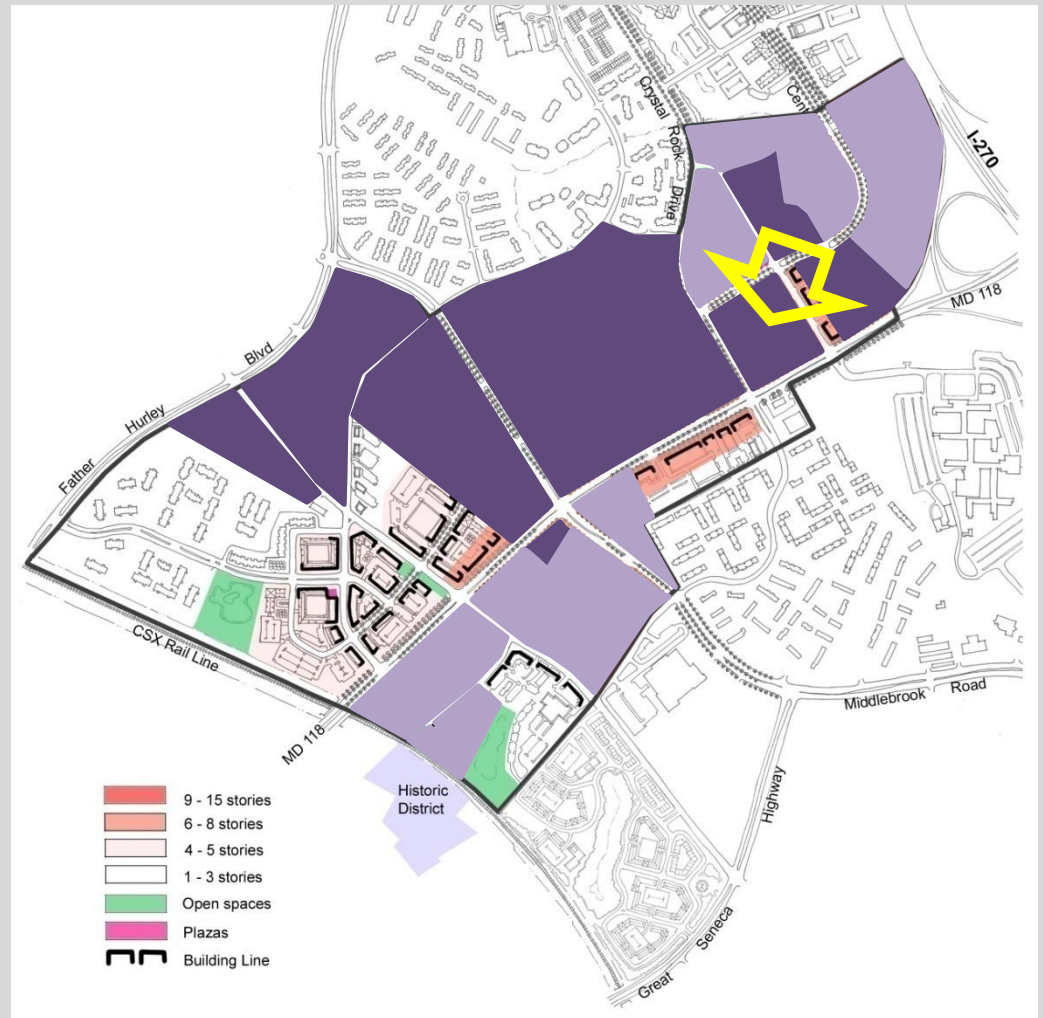 Crystal Rock Drive
Cent
I-270
MD 118
Blvd
Hurley
Father
CSX Rail Line
MD 118
Middlebrook Road
Historic
District
Highway
Seneca
Great
9 - 15 stories
6 - 8 stories
4 - 5 stories
1 - 3 stories
Open spaces
Plazas
Building Line